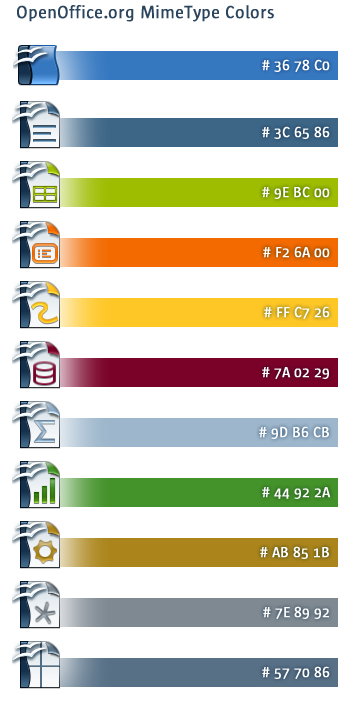 OpenOffice.org MimeType Colors
# 36 78 C0
# 3C 65 86
# 9E BC 00
# F2 6A 00
# FF C7 26
# 7A 02 29
# 9D B6 CB
# 44 92 2A
# AB 85 1B
# 7E 89 92
# 57 70 86